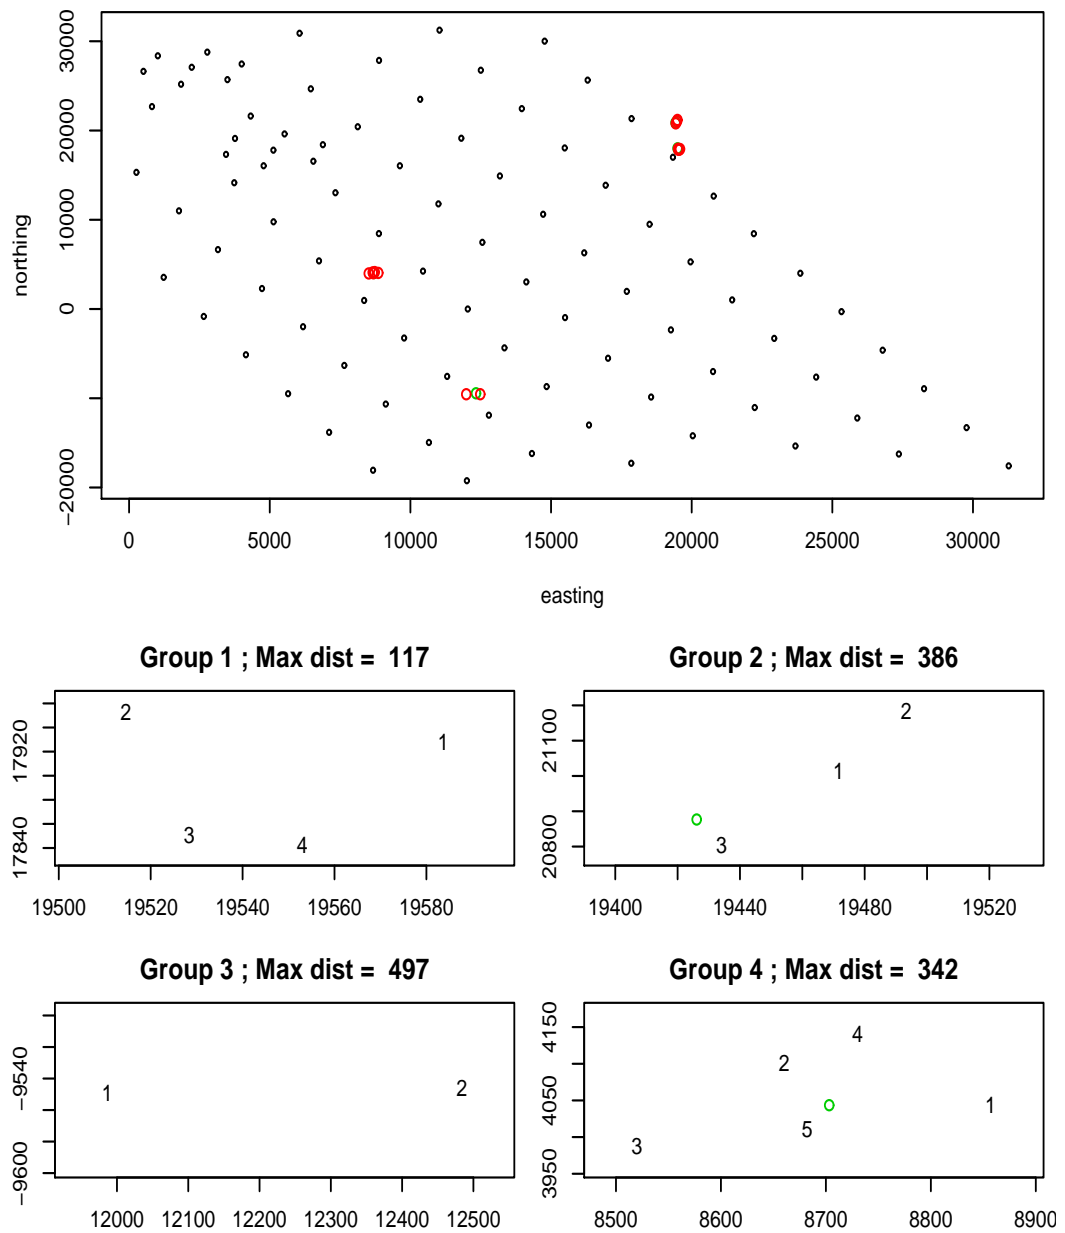 30000
20000
10000
0
−20000
northing
0 5000 10000 15000 20000 25000 30000
easting
Group 1 ; Max dist = 117
17920
17840
2
1
3
4
19500 19520 19540 19560 19580
Group 2 ; Max dist = 386
21100
20800
2
1
3
19400 19440 19480 19520
Group 3 ; Max dist = 497
−9540
−9600
1
2
12000 12100 12200 12300 12400 12500
Group 4 ; Max dist = 342
4150
4050
3950
4
2
1
5
3
8500 8600 8700 8800 8900